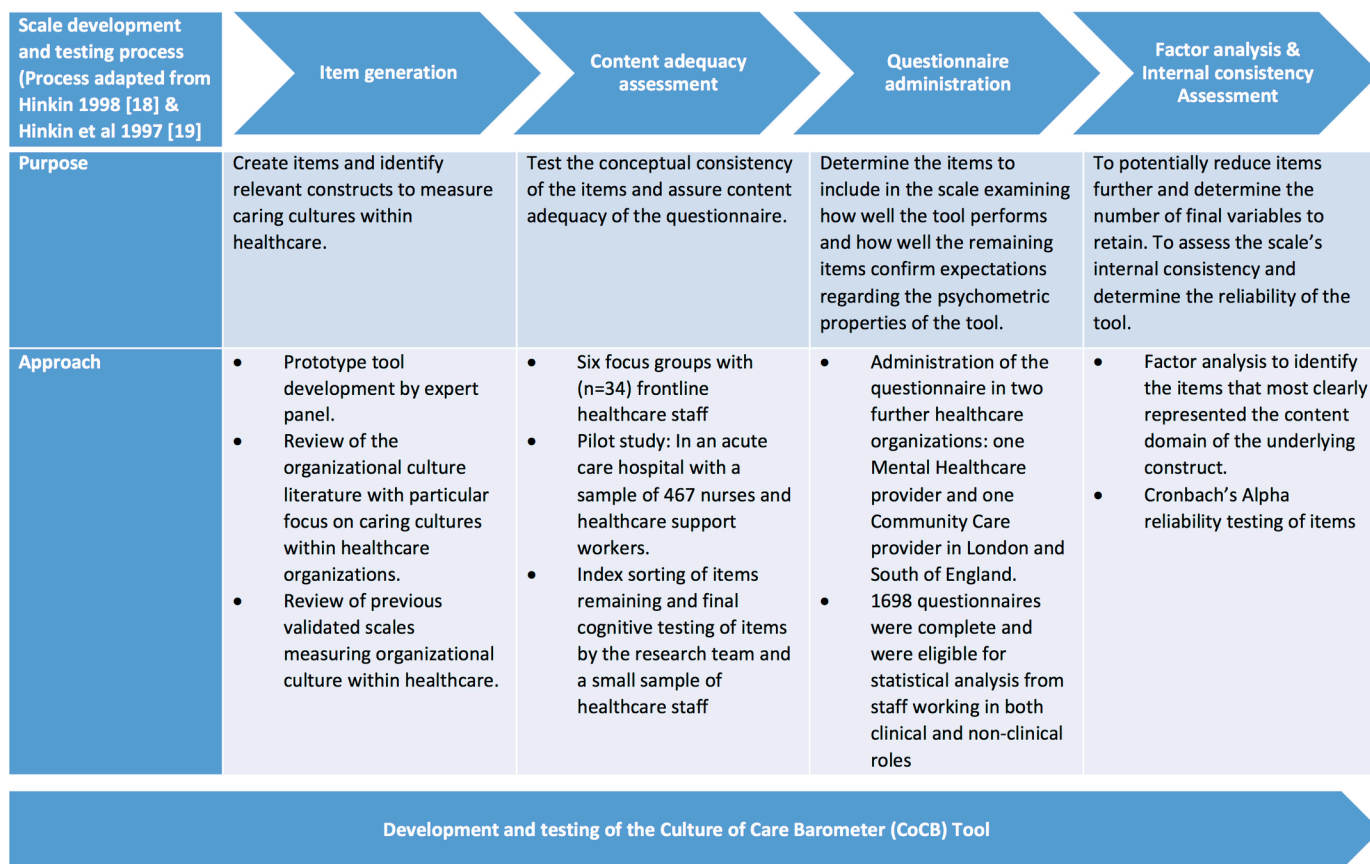 Scale development
and testing process
(Process adapted from
Hinkin 1998 [18] &
Hinkin et al 1997 [19]
Item generation
Content adequacy
assessment
Questionnaire
administration
Factor analysis &
Internal consistency
Assessment
Purpose
Create items and identify
relevant constructs to measure
caring cultures within
healthcare.
Test the conceptual consistency
of the items and assure content
adequacy of the questionnaire.
Determine the items to
include in the scale examining
how well the tool performs
and how well the remaining
items confirm expectations
regarding the psychometric
properties of the tool.
To potentially reduce items
further and determine the
number of final variables to
retain. To assess the scale’s
internal consistency and
determine the reliability of the
tool.
Approach
• Prototype tool
development by expert
panel.
• Review of the
organizational culture
literature with particular
focus on caring cultures
within healthcare
organizations.
• Review of previous
validated scales
measuring organizational
culture within healthcare.
• Six focus groups with
(n=34) frontline
healthcare staff
• Pilot study: In an acute
care hospital with a
sample of 467 nurses and
healthcare support
workers.
• Index sorting of items
remaining and final
cognitive testing of items
by the research team and
a small sample of
healthcare staff
• Administration of the
questionnaire in two
further healthcare
organizations: one
Mental Healthcare
provider and one
Community Care
provider in London and
South of England.
• 1698 questionnaires
were complete and
were eligible for
statistical analysis from
staff working in both
clinical and non-clinical
roles
• Factor analysis to identify
the items that most clearly
represented the content
domain of the underlying
construct.
• Cronbach’s Alpha
reliability testing of items
Development and testing of the Culture of Care Barometer (CoCB) Tool